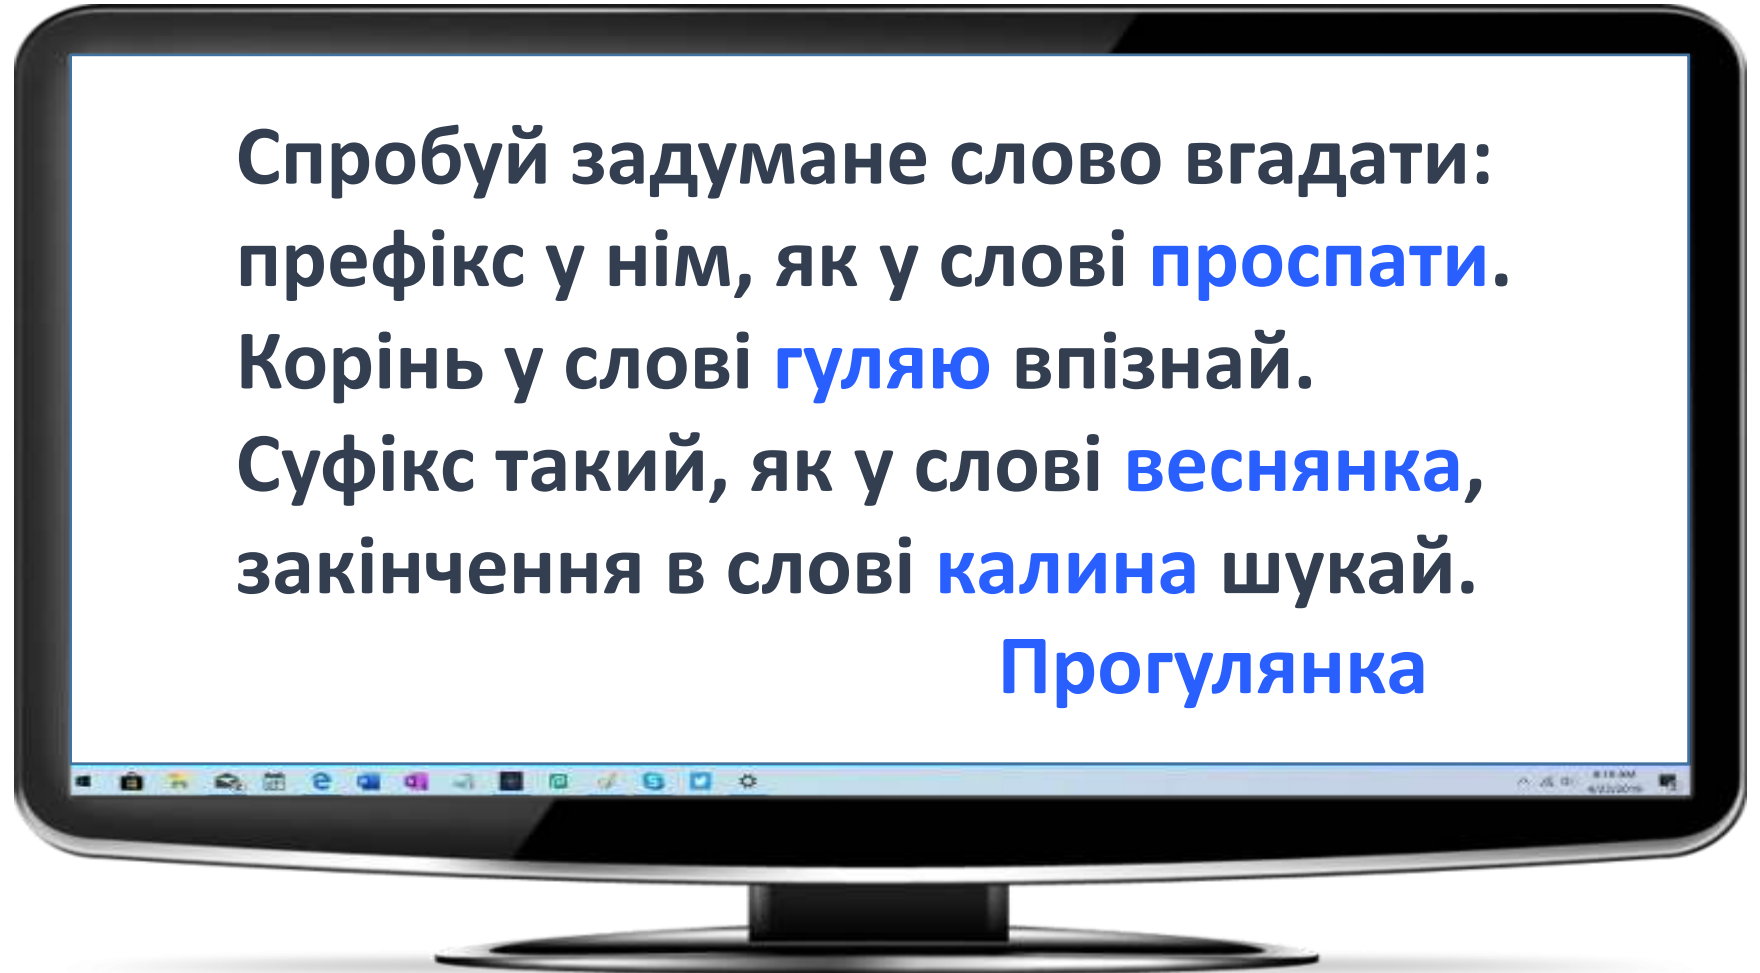 Спробуй задумане слово вгадати:
префікс у нім, як у слові проспати.
Корінь у слові гуляю впізнай.
Суфікс такий, як у слові веснянка,
закінчення в слові калина шукай.
Прогулянка